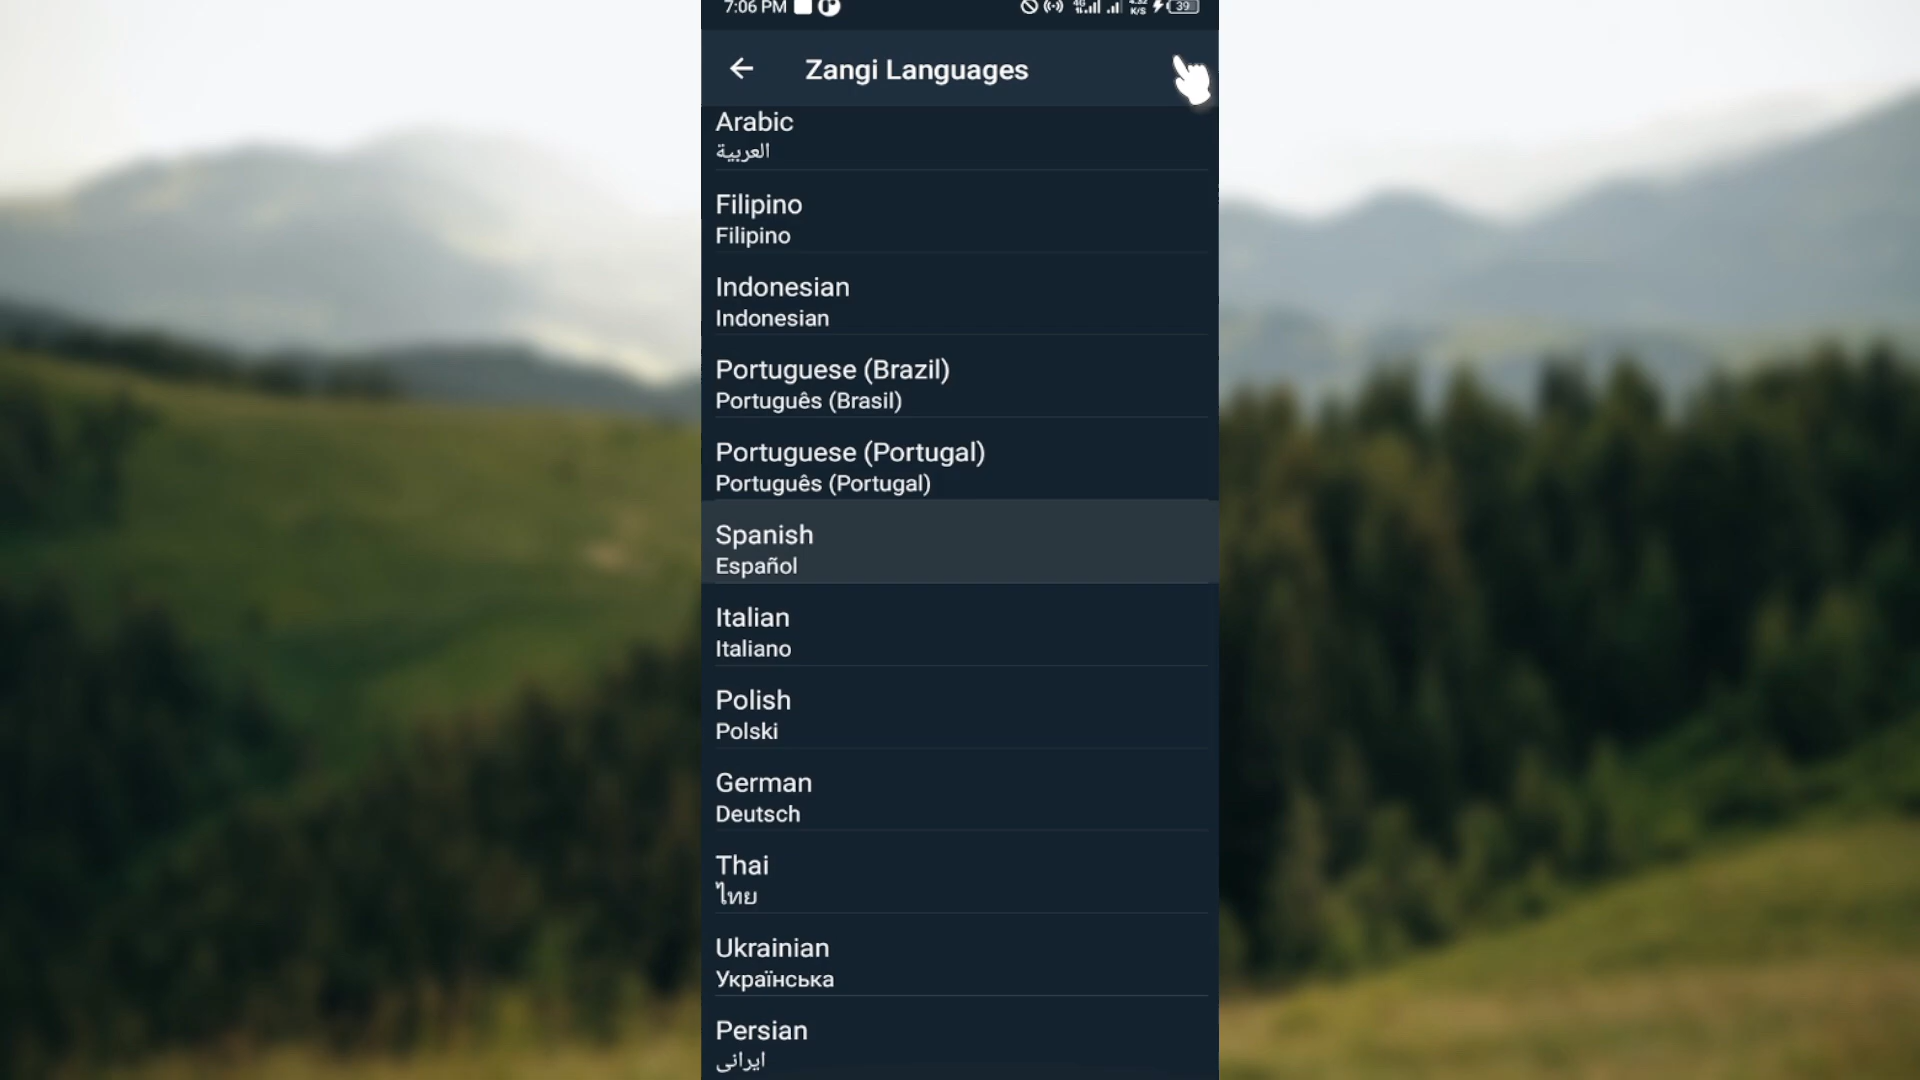 7:06 PM
39
Zangi Languages
Arabic
العربية
Filipino
Filipino
Indonesian
Indonesian
Portuguese (Brazil)
Português (Brasil)
Portuguese (Portugal)
Português (Portugal)
Spanish
Español
Italian
Italiano
Polish
Polski
German
Deutsch
Thai
ไทย
Ukrainian
Українська
Persian
ایرانی